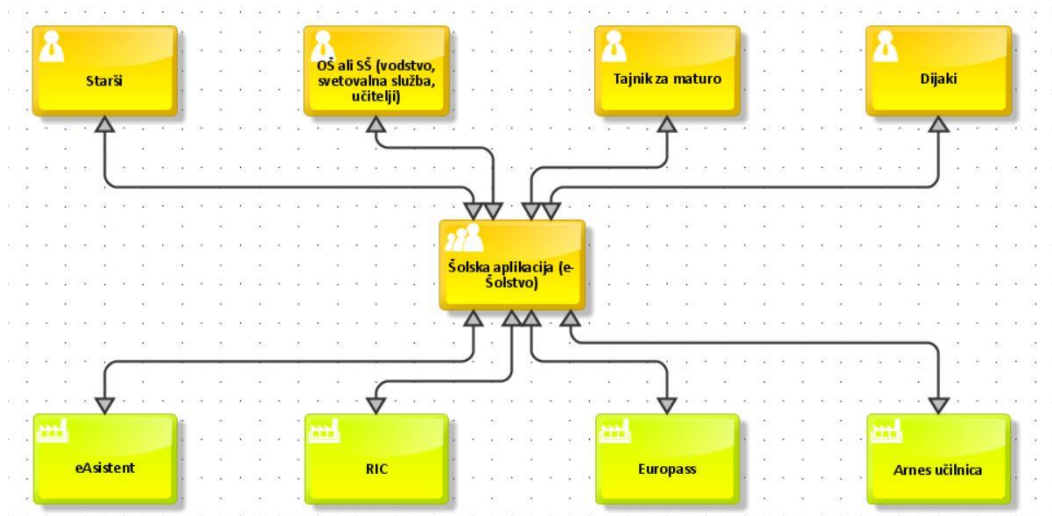 Starši
OŠ ali SŠ (vodstvo,
svetovalna služba,
učitelji)
Tajnik za maturo
Dijaki
Šolska aplikacija (e-
Šolstvo)
eAsistent
RIC
Europass
Arnes učilnica